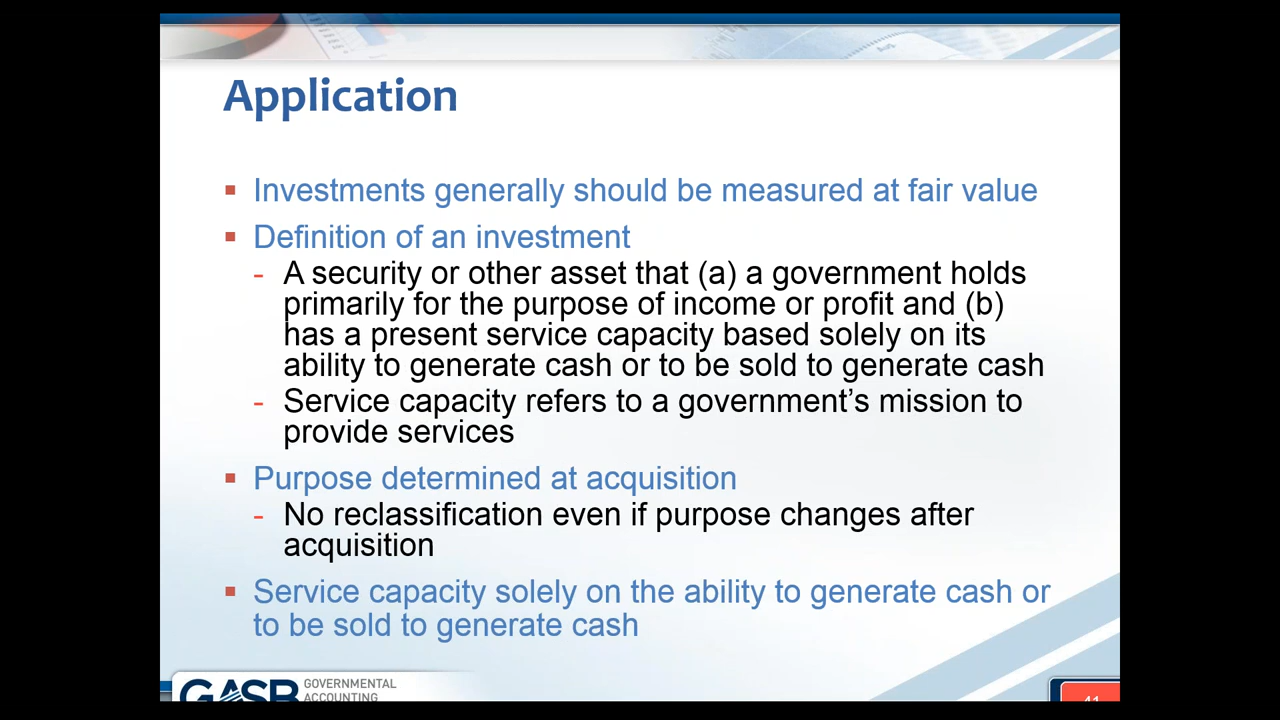 Application
▪ Investments generally should be measured at fair value
▪ Definition of an investment
- A security or other asset that (a) a government holds
primarily for the purpose of income or profit and (b)
has a present service capacity based solely on its
ability to generate cash or to be sold to generate cash
- Service capacity refers to a government’s mission to
provide services
▪ Purpose determined at acquisition
- No reclassification even if purpose changes after
acquisition
▪ Service capacity solely on the ability to generate cash or
to be sold to generate cash
GASB
GOVERNMENTAL
ACCOUNTING
41